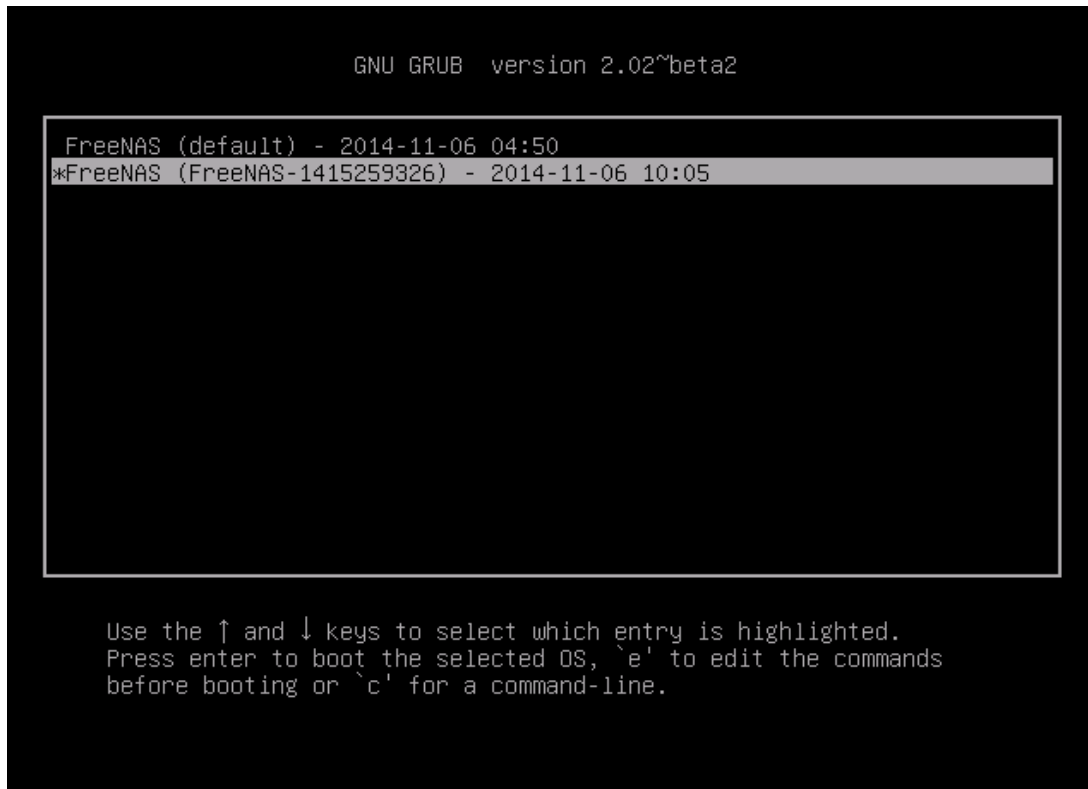 GNU GRUB  version 2.02~beta2
FreeNAS (default) - 2014-11-06 04:50
*FreeNAS (FreeNAS-1415259326) - 2014-11-06 10:05
Use the ↑ and ↓ keys to select which entry is highlighted.
Press enter to boot the selected OS, `e' to edit the commands
before booting or `c' for a command-line.